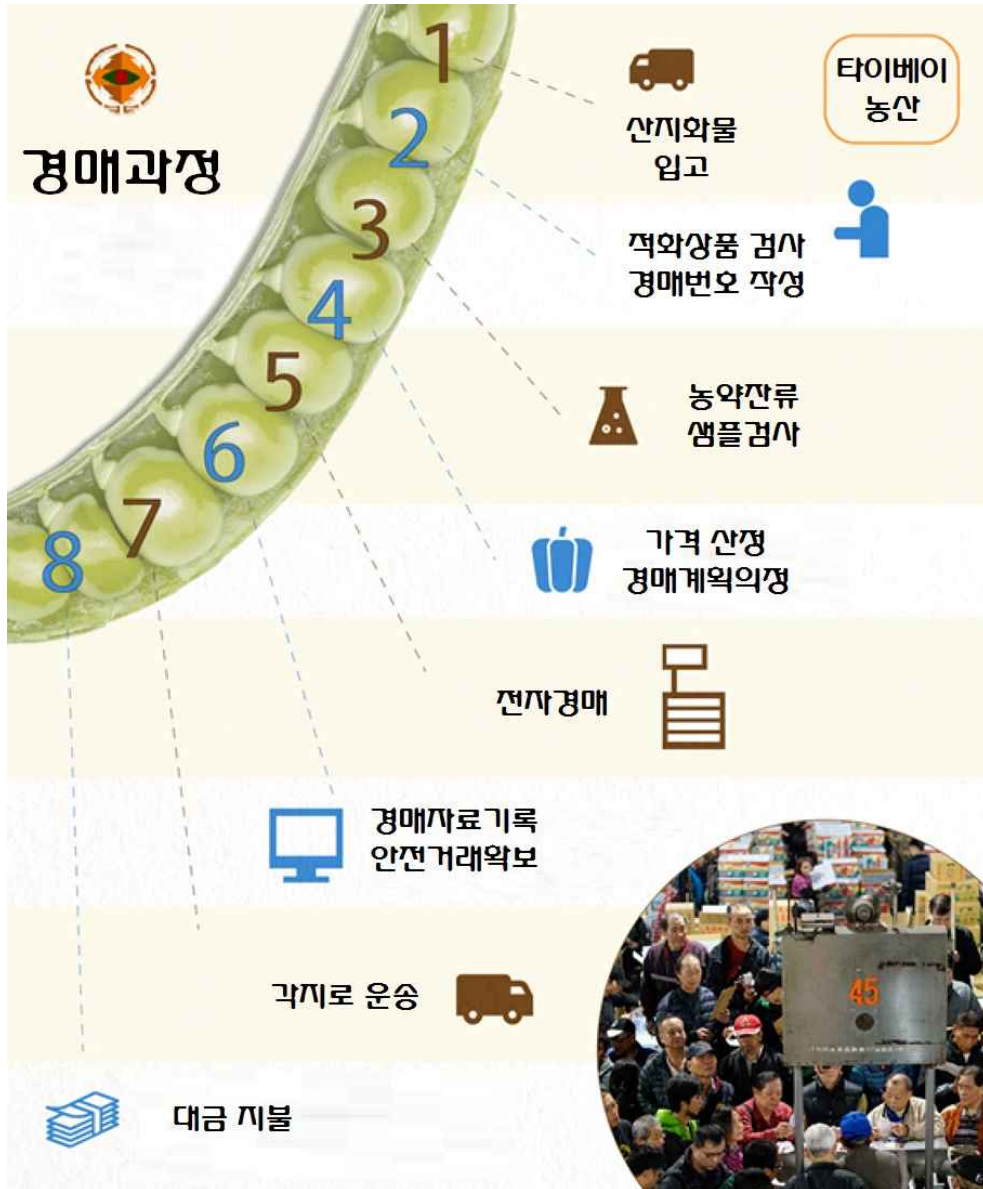 경매과정
타이베이
농산
1
산지화물
입고
2
적화상품 검사
경매번호 작성
3
농약잔류
샘플검사
4
가격 산정
경매계획의정
5
전자경매
6
경매자료기록
안전거래확보
7
각지로 운송
8
대금 지불
45